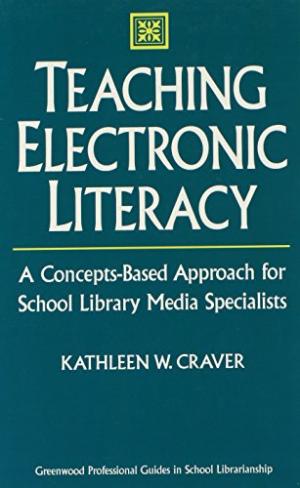 TEACHING
ELECTRONIC
LITERACY
A Concepts-Based Approach for
School Library Media Specialists
KATHLEEN W. CRAVER
Greenwood Professional Guides in School Librarianship